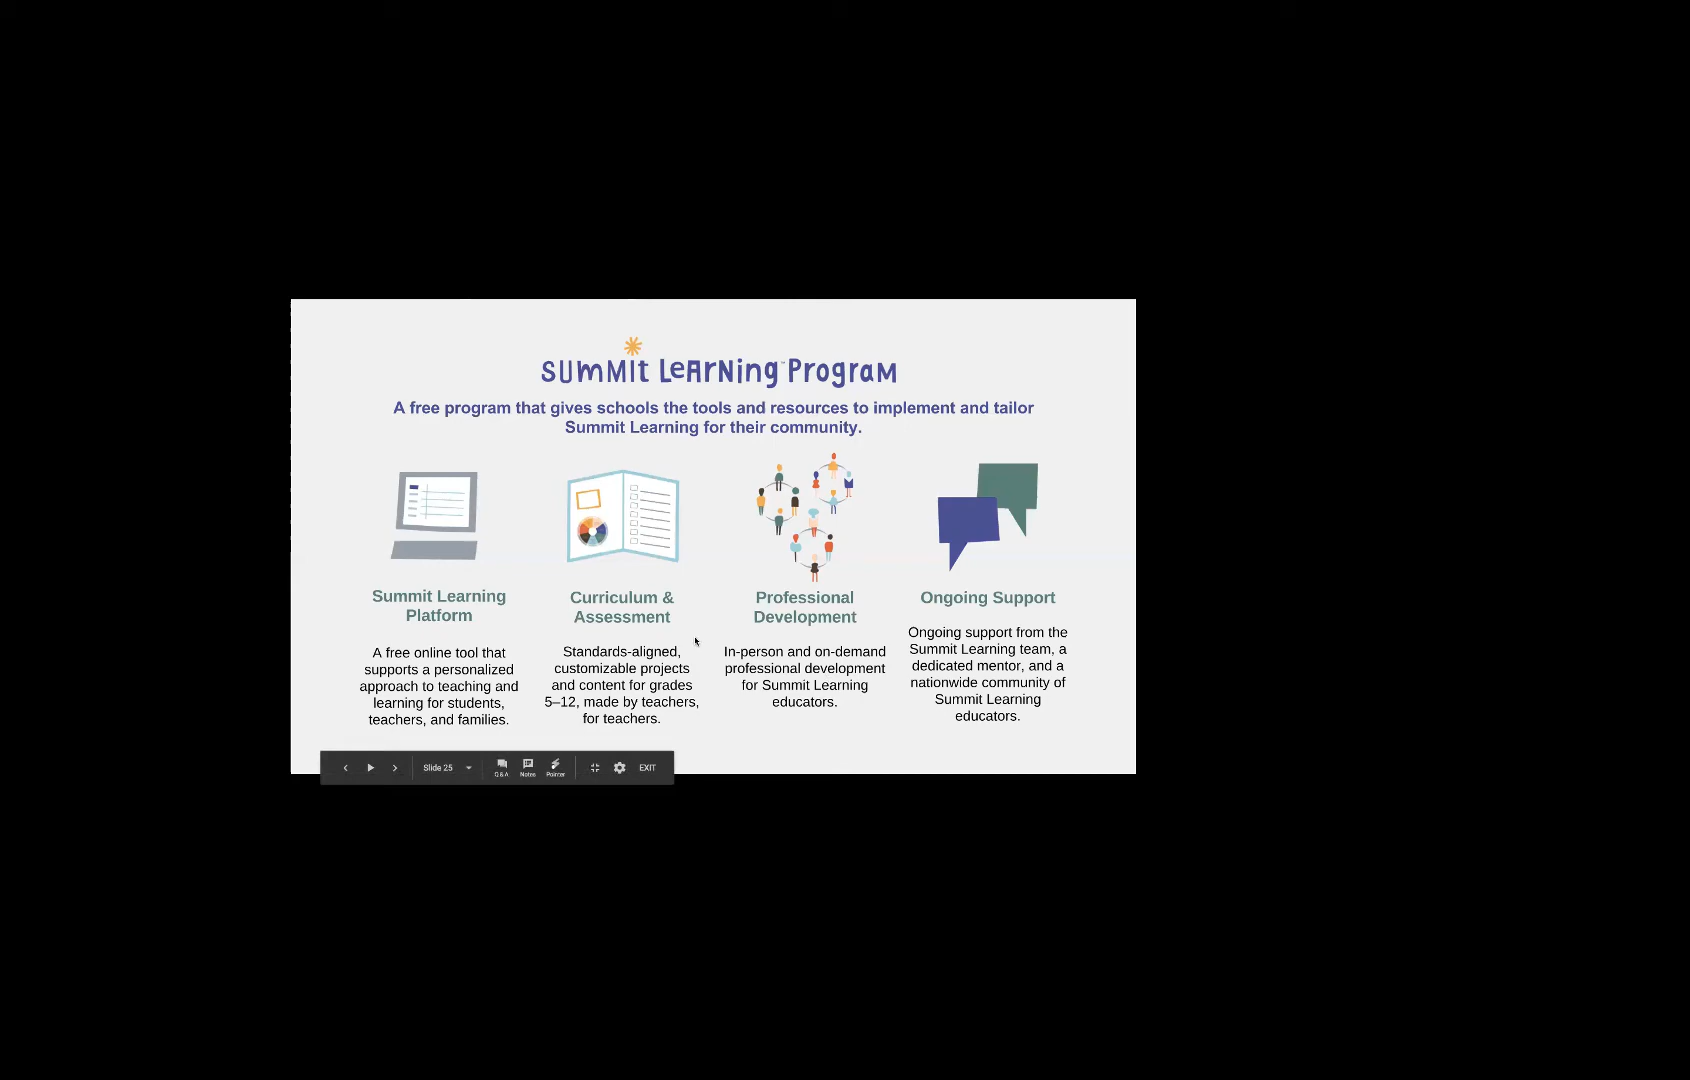 SUMMIT LEARNING PROGRAM
A free program that gives schools the tools and resources to implement and tailor
Summit Learning for their community.
Summit Learning
Platform
A free online tool that
supports a personalized
approach to teaching and
learning for students,
teachers, and families.
Curriculum &
Assessment
Standards-aligned,
customizable projects
and content for grades
5–12, made by teachers,
for teachers.
Professional
Development
In-person and on-demand
professional development
for Summit Learning
educators.
Ongoing Support
Ongoing support from the
Summit Learning team, a
dedicated mentor, and a
nationwide community of
Summit Learning
educators.
Slide 25
Q&A
Notes
Pointer
EXIT